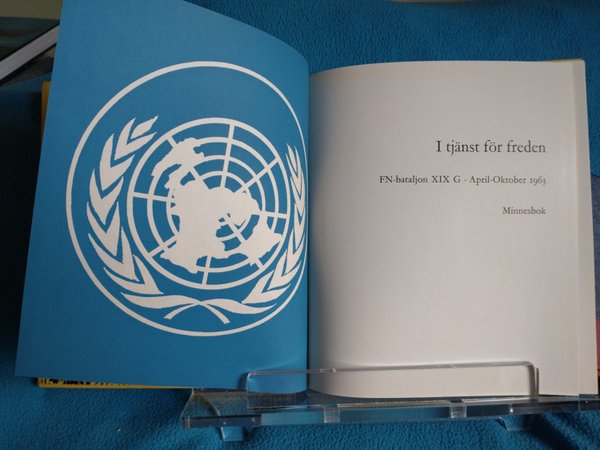 I tjänst för freden
FN-bataljon XIX G - April-Oktober 1963
Minnesbok